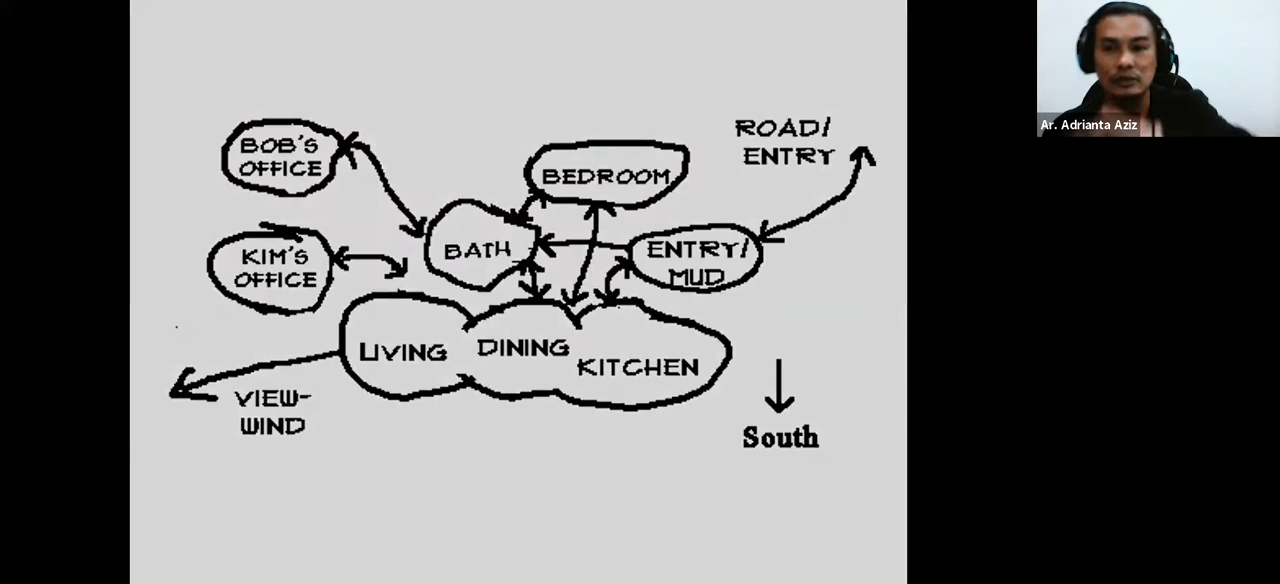 Ar. Adrianta Aziz
ROAD/
ENTRY
BOB'S
OFFICE
BEDROOM
BATH
ENTRY/
MUD
KIM'S
OFFICE
LIVING
DINING
KITCHEN
VIEW-
WIND
South